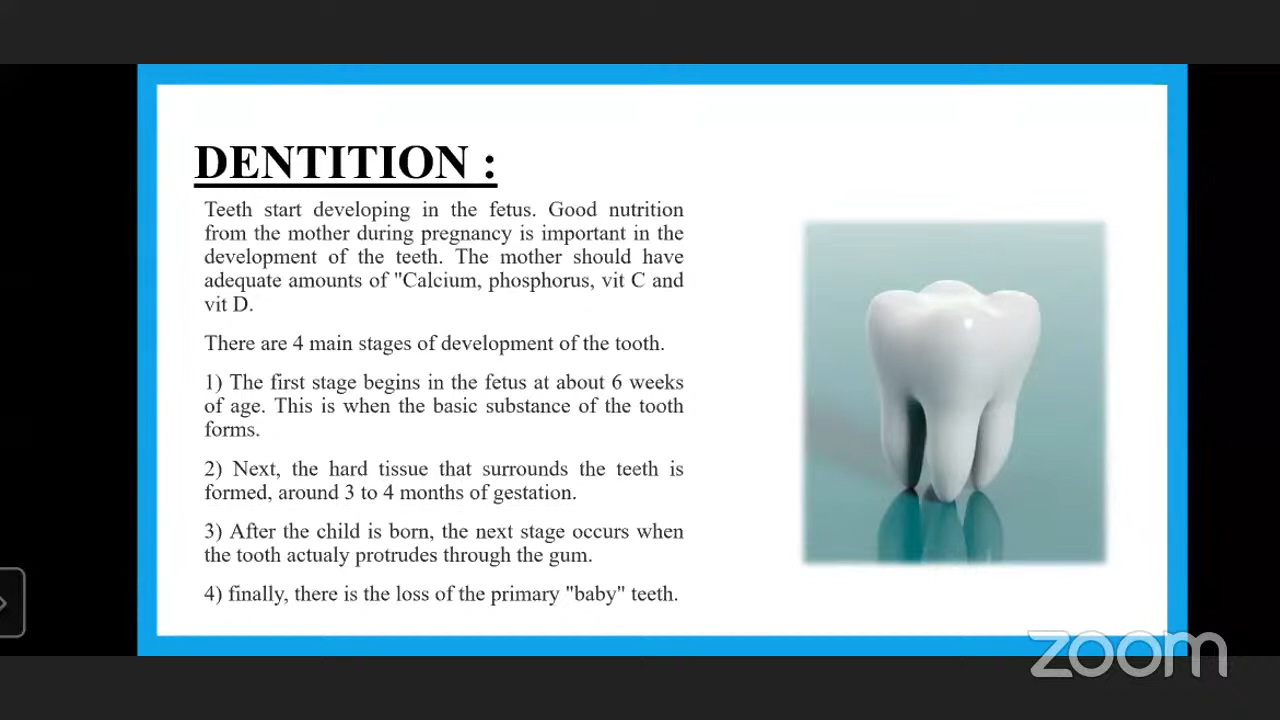 DENTITION :
Teeth start developing in the fetus. Good nutrition
from the mother during pregnancy is important in the
development of the teeth. The mother should have
adequate amounts of "Calcium, phosphorus, vit C and
vit D.
There are 4 main stages of development of the tooth.
1) The first stage begins in the fetus at about 6 weeks
of age. This is when the basic substance of the tooth
forms.
2) Next, the hard tissue that surrounds the teeth is
formed, around 3 to 4 months of gestation.
3) After the child is born, the next stage occurs when
the tooth actualy protrudes through the gum.
4) finally, there is the loss of the primary "baby" teeth.
zoom